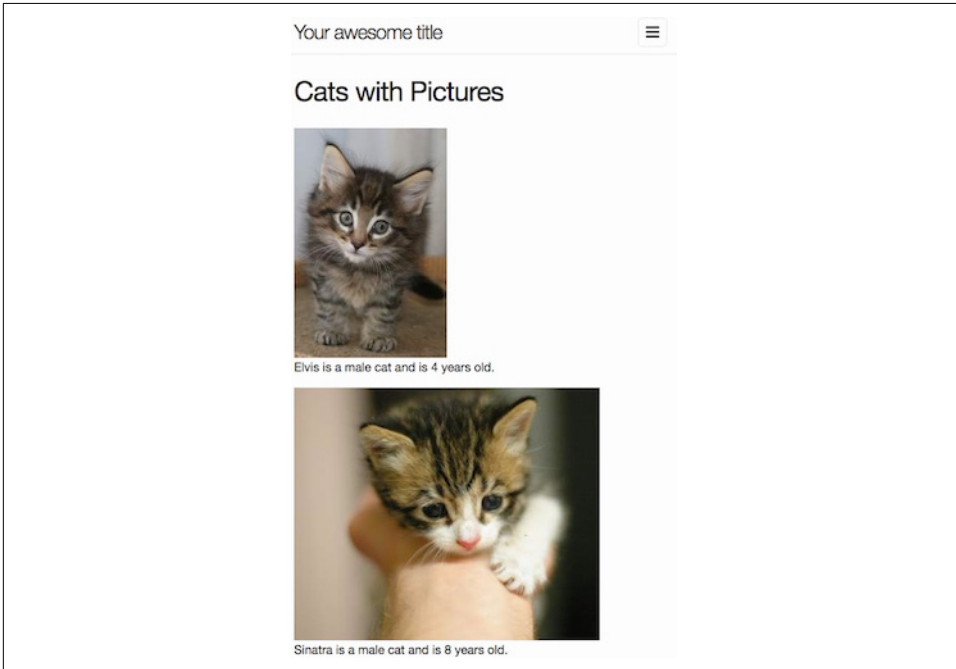 Your awesome title
Cats with Pictures
Elvis is a male cat and is 4 years old.
Sinatra is a male cat and is 8 years old.